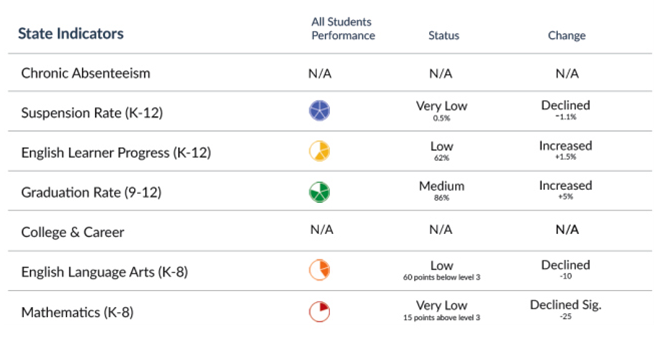 All Students
State Indicators Performance Status Change
Chronic Absenteeism N/A N/A N/A
Suspension Rate (K-12) Very Low Declined
0.5% -1.1%
English Learner Progress (K-12) Low Increased
62% +1.5%
Graduation Rate (9-12) Medium Increased
86% +5%
College & Career N/A N/A N/A
English Language Arts (K-8) Low Declined
60 points below level 3 -10
Mathematics (K-8) Very Low Declined Sig.
15 points above level 3 -25